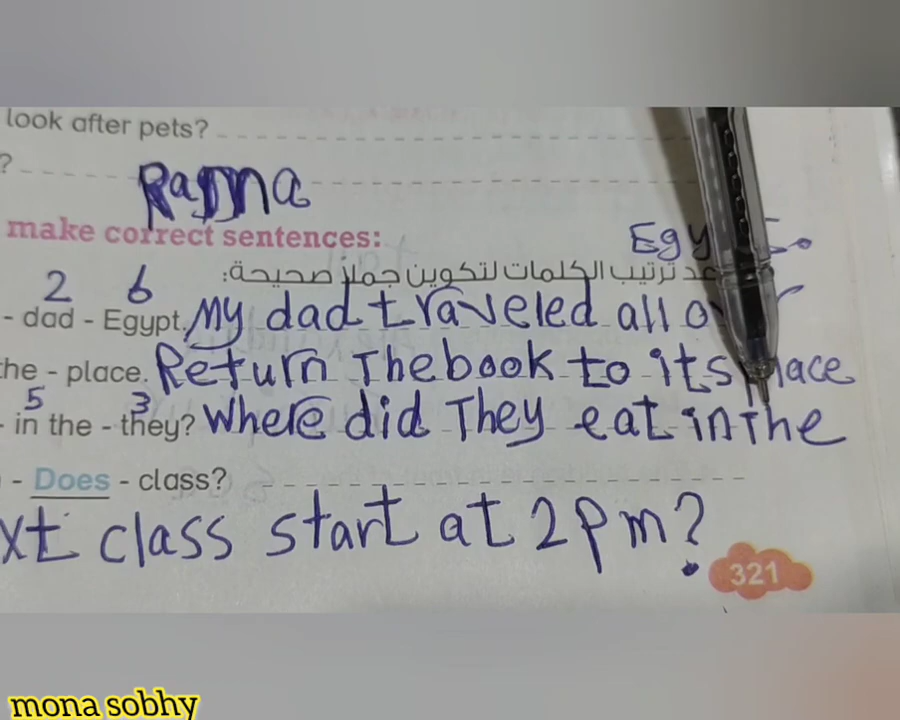 look after pets?
?
Rama
make correct sentences:
عد ترتيب الكلمات لتكوين جملاً صحيحة:
2 6
- dad - Egypt. My dad traveled all
the - place. Return The book to its place
5 3
- in the - they? Where did They eat in The
- Does - class?
xt class start at 2 pm?
321
mona sobhy